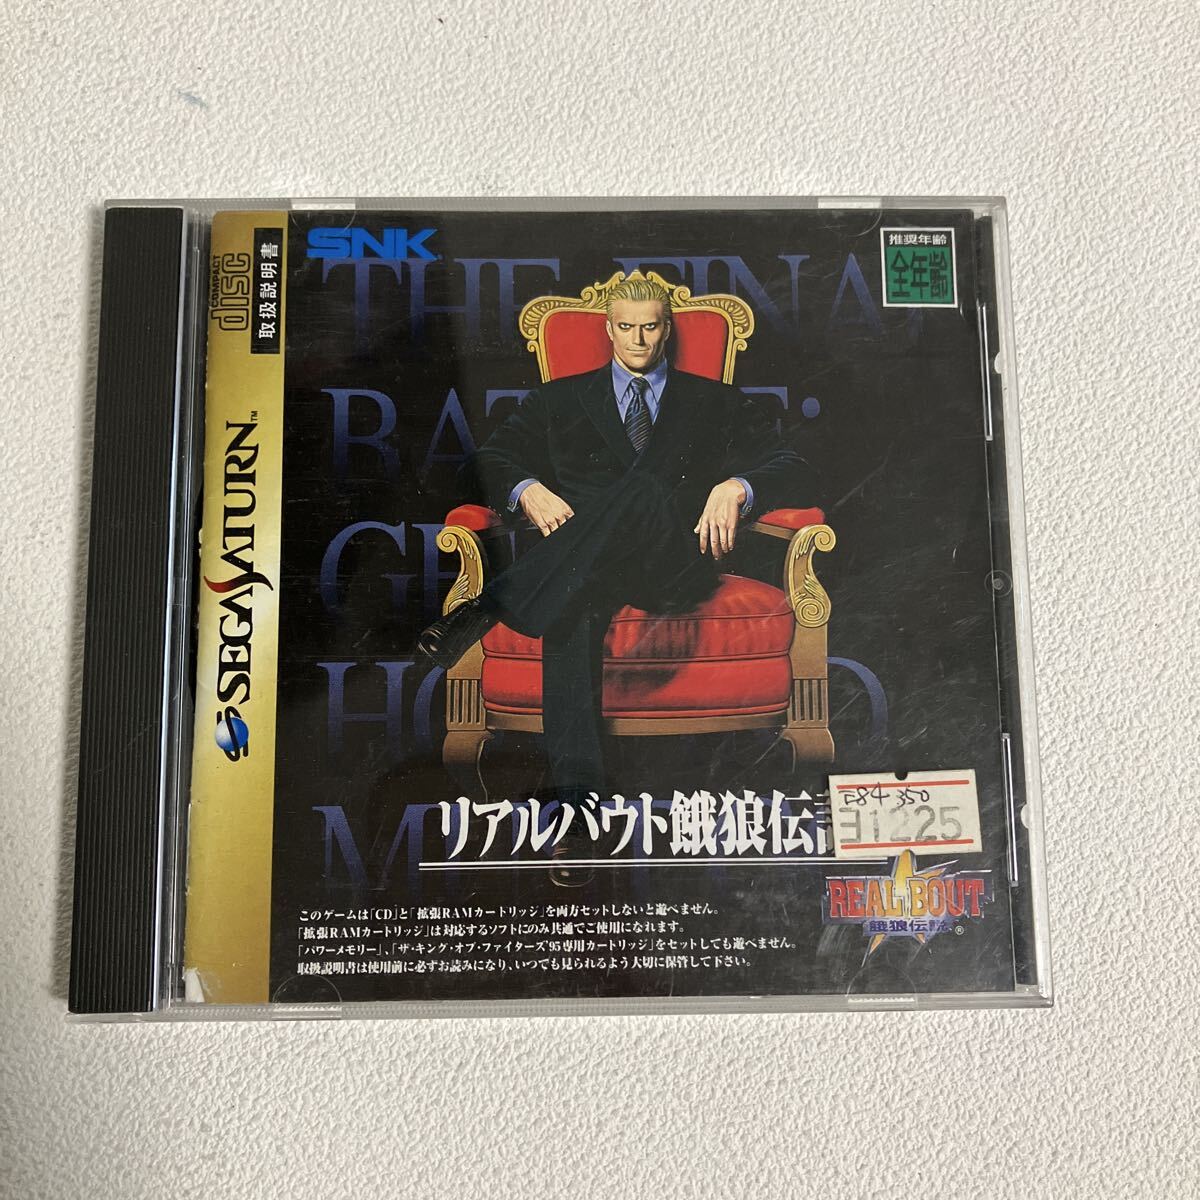 COMPACT
disc
取扱説明書
SEGA SATURN™
SNK
推奨年齢
全年齢
THE FINA
BAT E:
GE
HO D
M
リアルバウト餓狼伝
E84 350
31225
REAL BOUT
餓狼伝説®
このゲームは「CD」と「拡張RAMカートリッジ」を両方セットしないと遊べません。
「拡張RAMカートリッジ」は対応するソフトにのみ共通でご使用になれます。
「パワーメモリー」、「ザ・キング・オブ・ファイターズ'95専用カートリッジ」をセットしても遊べません。
取扱説明書は使用前に必ずお読みになり、いつでも見られるよう大切に保管して下さい。